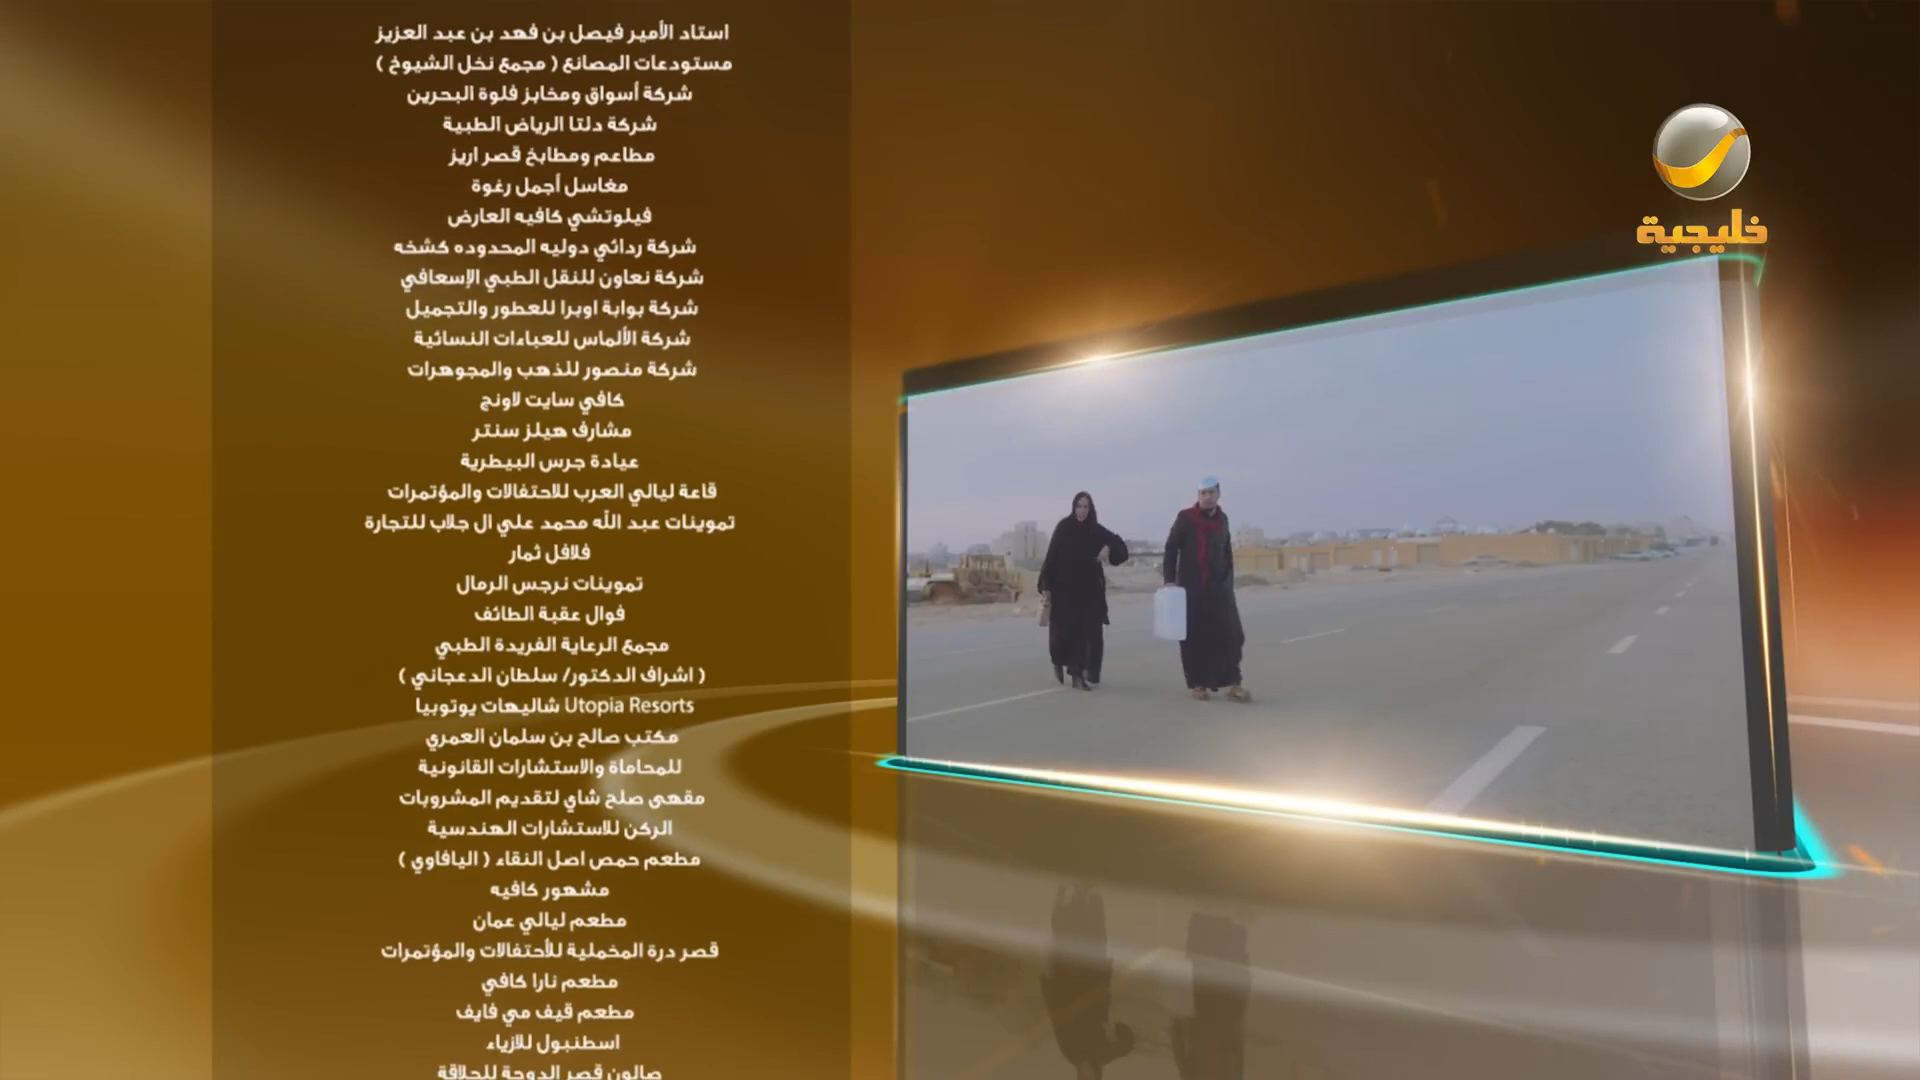 استاد الأمير فيصل بن فهد بن عبد العزيز
مستودعات المصانع ( مجمع نخل الشيوخ )
شركة أسواق ومخابز فلوة البحرين
شركة دلتا الرياض الطبية
مطاعم ومطابخ قصر اريز
مغاسل أجمل رغوة
فيلوتشي كافيه العارض
شركة ردائي دوليه المحدوده كشخه
شركة نعاون للنقل الطبي الإسعافي
شركة بوابة اوبرا للعطور والتجميل
شركة الألماس للعباءات النسائية
شركة منصور للذهب والمجوهرات
كافي سايت لاونج
مشارف هيلز سنتر
عيادة جرس البيطرية
قاعة ليالي العرب للاحتفالات والمؤتمرات
تموينات عبد الله محمد علي ال جلاب للتجارة
فلافل ثمار
تموينات نرجس الرمال
فوال عقبة الطائف
مجمع الرعاية الفريدة الطبي
( اشراف الدكتور/ سلطان الدعجاني )
Utopia Resorts شاليهات يوتوبيا
مكتب صالح بن سلمان العمري
للمحاماة والاستشارات القانونية
مقهى صلح شاي لتقديم المشروبات
الركن للاستشارات الهندسية
مطعم حمص اصل النقاء ( اليافاوي )
مشهور كافيه
مطعم ليالي عمان
قصر درة المخملية للأحتفالات والمؤتمرات
مطعم نارا كافي
مطعم قيف مي فايف
اسطنبول للازياء
صالون قصر الدوحة للحلاقة
خليجية